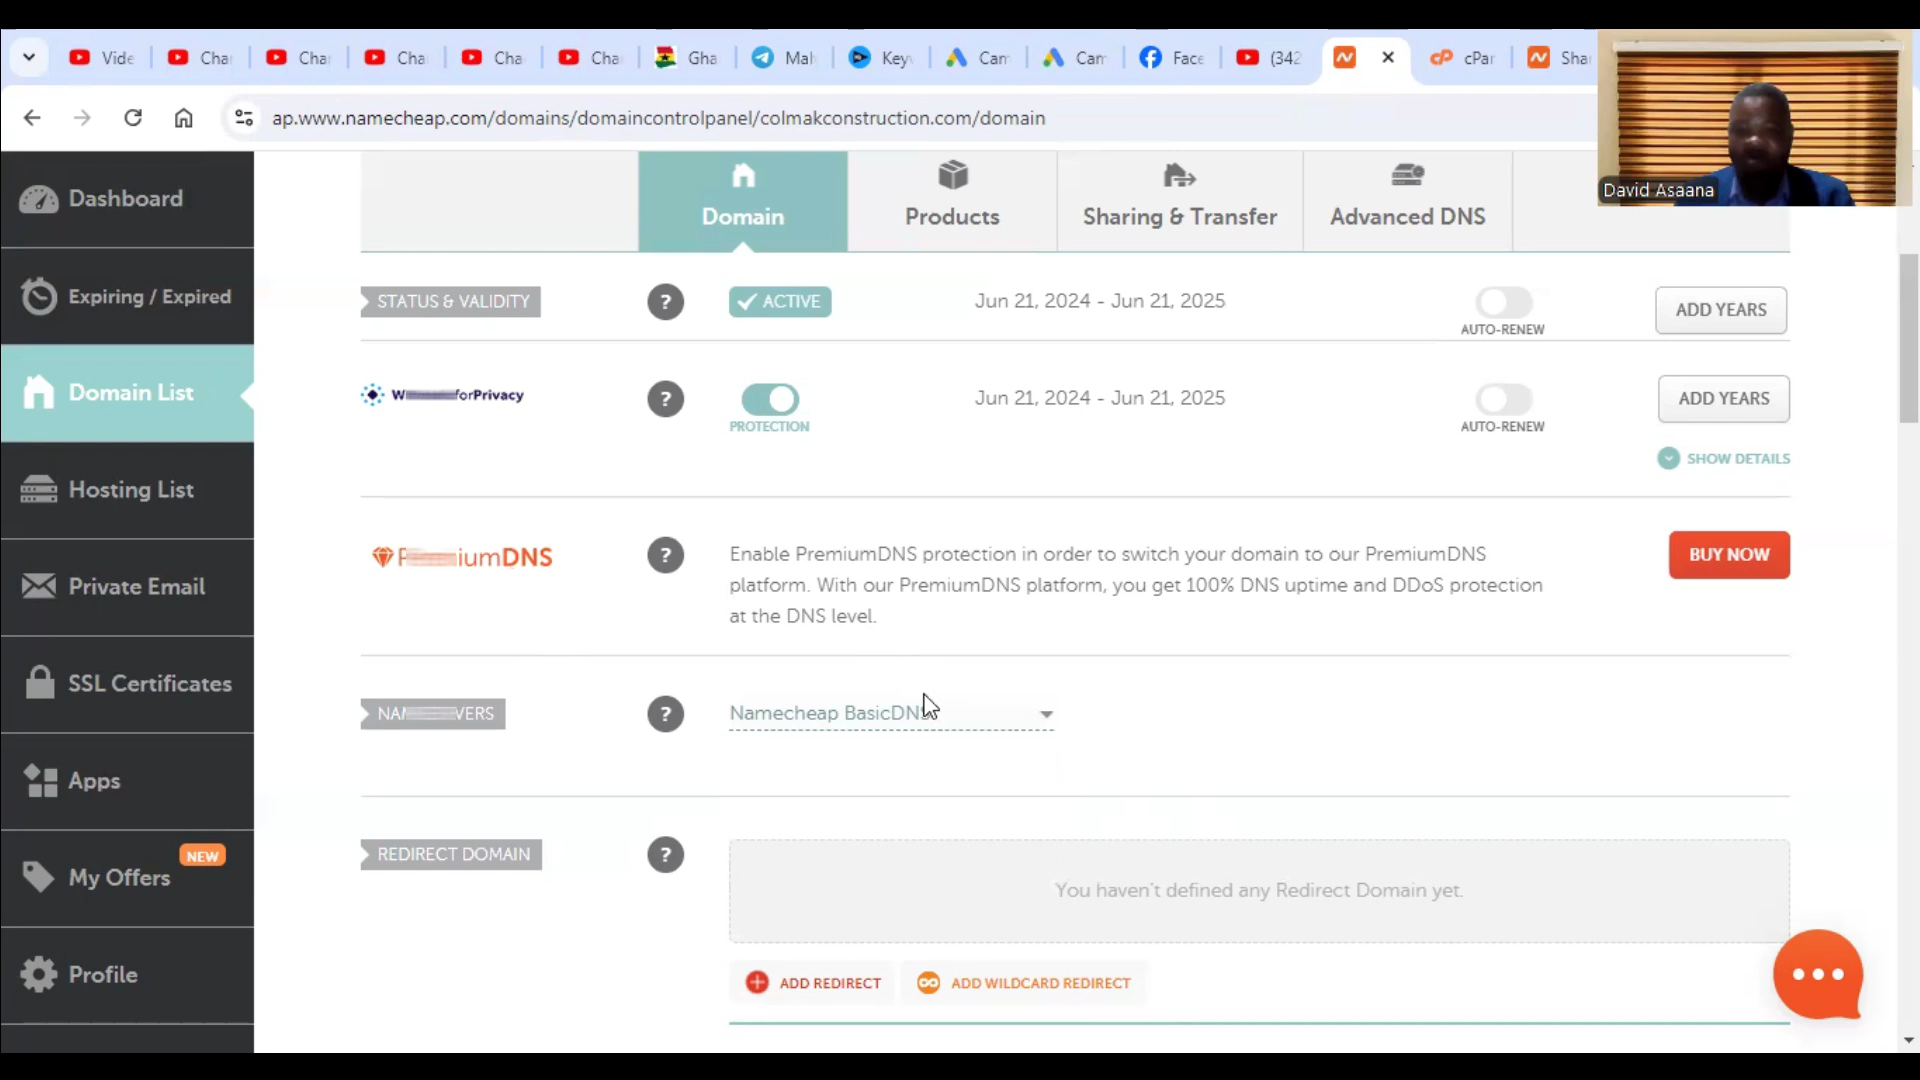 Vide
Cha
Cha
Cha
Cha
Cha
Gha
Mal
Key
Cam
Cam
Face
(342
cPar
Sha
ap.www.namecheap.com/domains/domaincontrolpanel/colmakconstruction.com/domain
David Asaana
Dashboard
Expiring / Expired
Domain List
Hosting List
Private Email
SSL Certificates
Apps
NEW
My Offers
Profile
Domain
Products
Sharing & Transfer
Advanced DNS
STATUS & VALIDITY
?
ACTIVE
Jun 21, 2024 - Jun 21, 2025
AUTO-RENEW
ADD YEARS
?
PROTECTION
Jun 21, 2024 - Jun 21, 2025
AUTO-RENEW
ADD YEARS
SHOW DETAILS
?
Enable PremiumDNS protection in order to switch your domain to our PremiumDNS
platform. With our PremiumDNS platform, you get 100% DNS uptime and DDoS protection
at the DNS level.
BUY NOW
?
Namecheap BasicDNS
REDIRECT DOMAIN
?
You haven't defined any Redirect Domain yet.
ADD REDIRECT
ADD WILDCARD REDIRECT